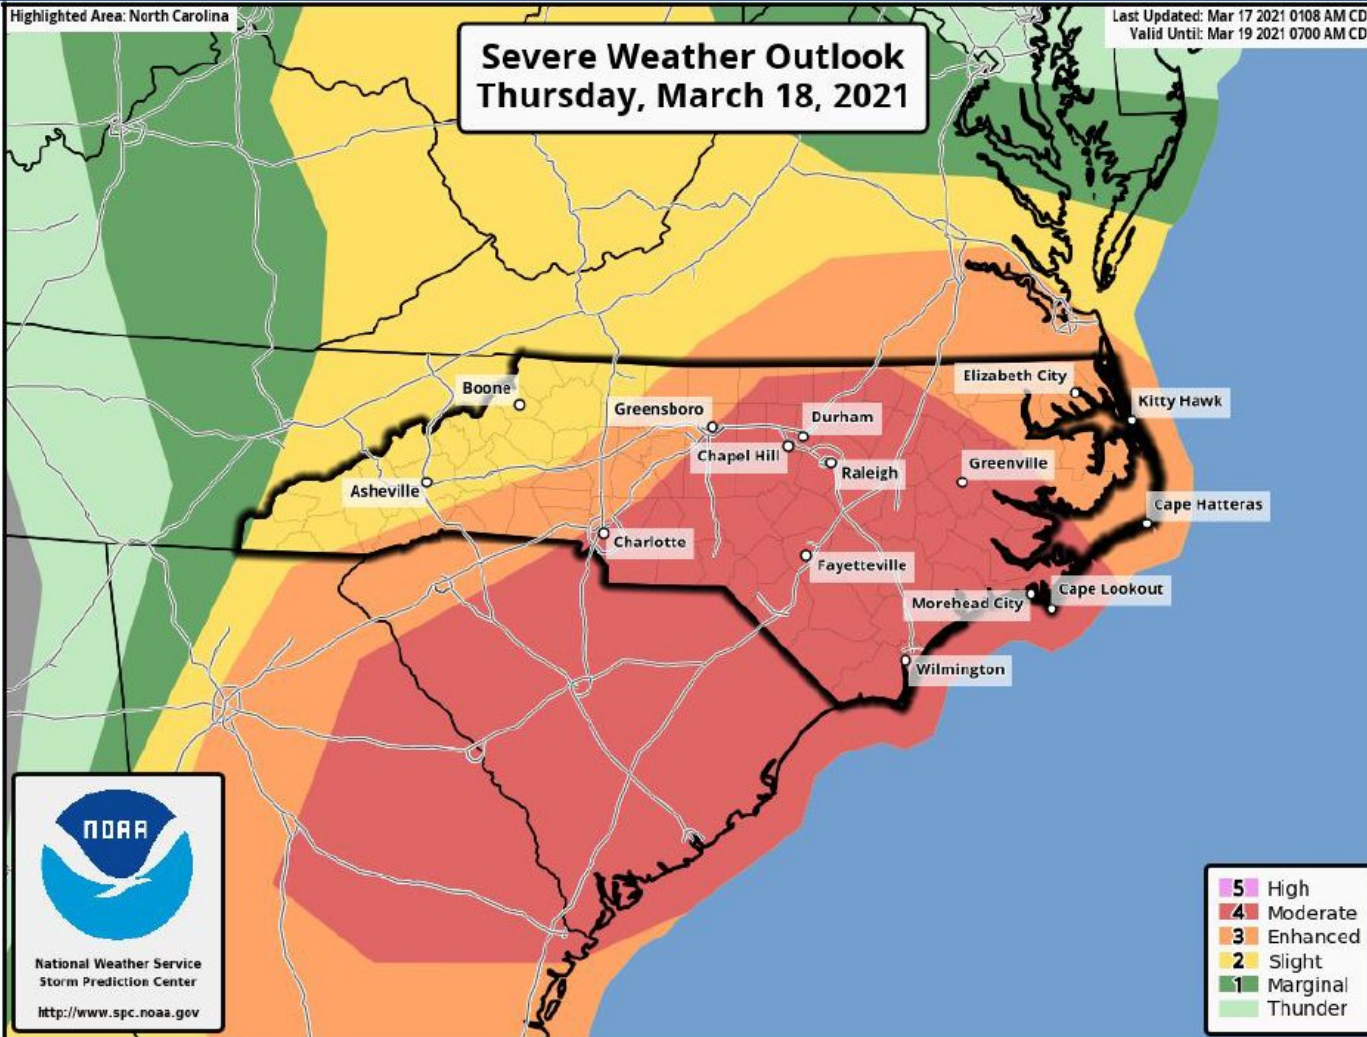 Highlighted Area: North Carolina
Last Updated: Mar 17 2021 0108 AM CD
Valid Until: Mar 19 2021 0700 AM CD
Severe Weather Outlook
Thursday, March 18, 2021
Boone
Elizabeth City
Kitty Hawk
Greensboro
Durham
Chapel Hill
Raleigh
Greenville
Asheville
Cape Hatteras
Charlotte
Fayetteville
Cape Lookout
Morehead City
Wilmington
NOAA
National Weather Service
Storm Prediction Center
http://www.spc.noaa.gov
5 High
4 Moderate
3 Enhanced
2 Slight
1 Marginal
Thunder